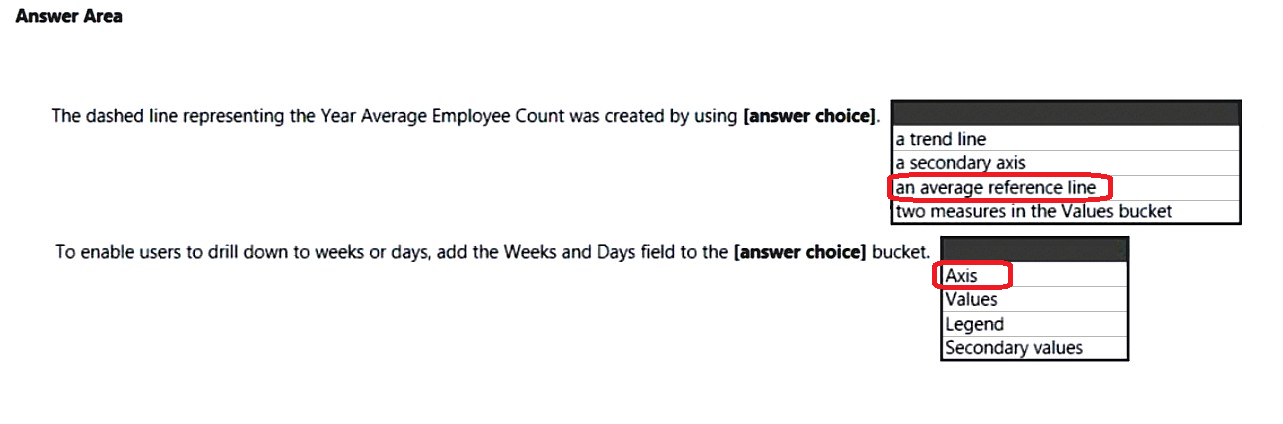 Answer Area
The dashed line representing the Year Average Employee Count was created by using [answer choice].
a trend line
a secondary axis
an average reference line
two measures in the Values bucket
To enable users to drill down to weeks or days, add the Weeks and Days field to the [answer choice] bucket.
Axis
Values
Legend
Secondary values